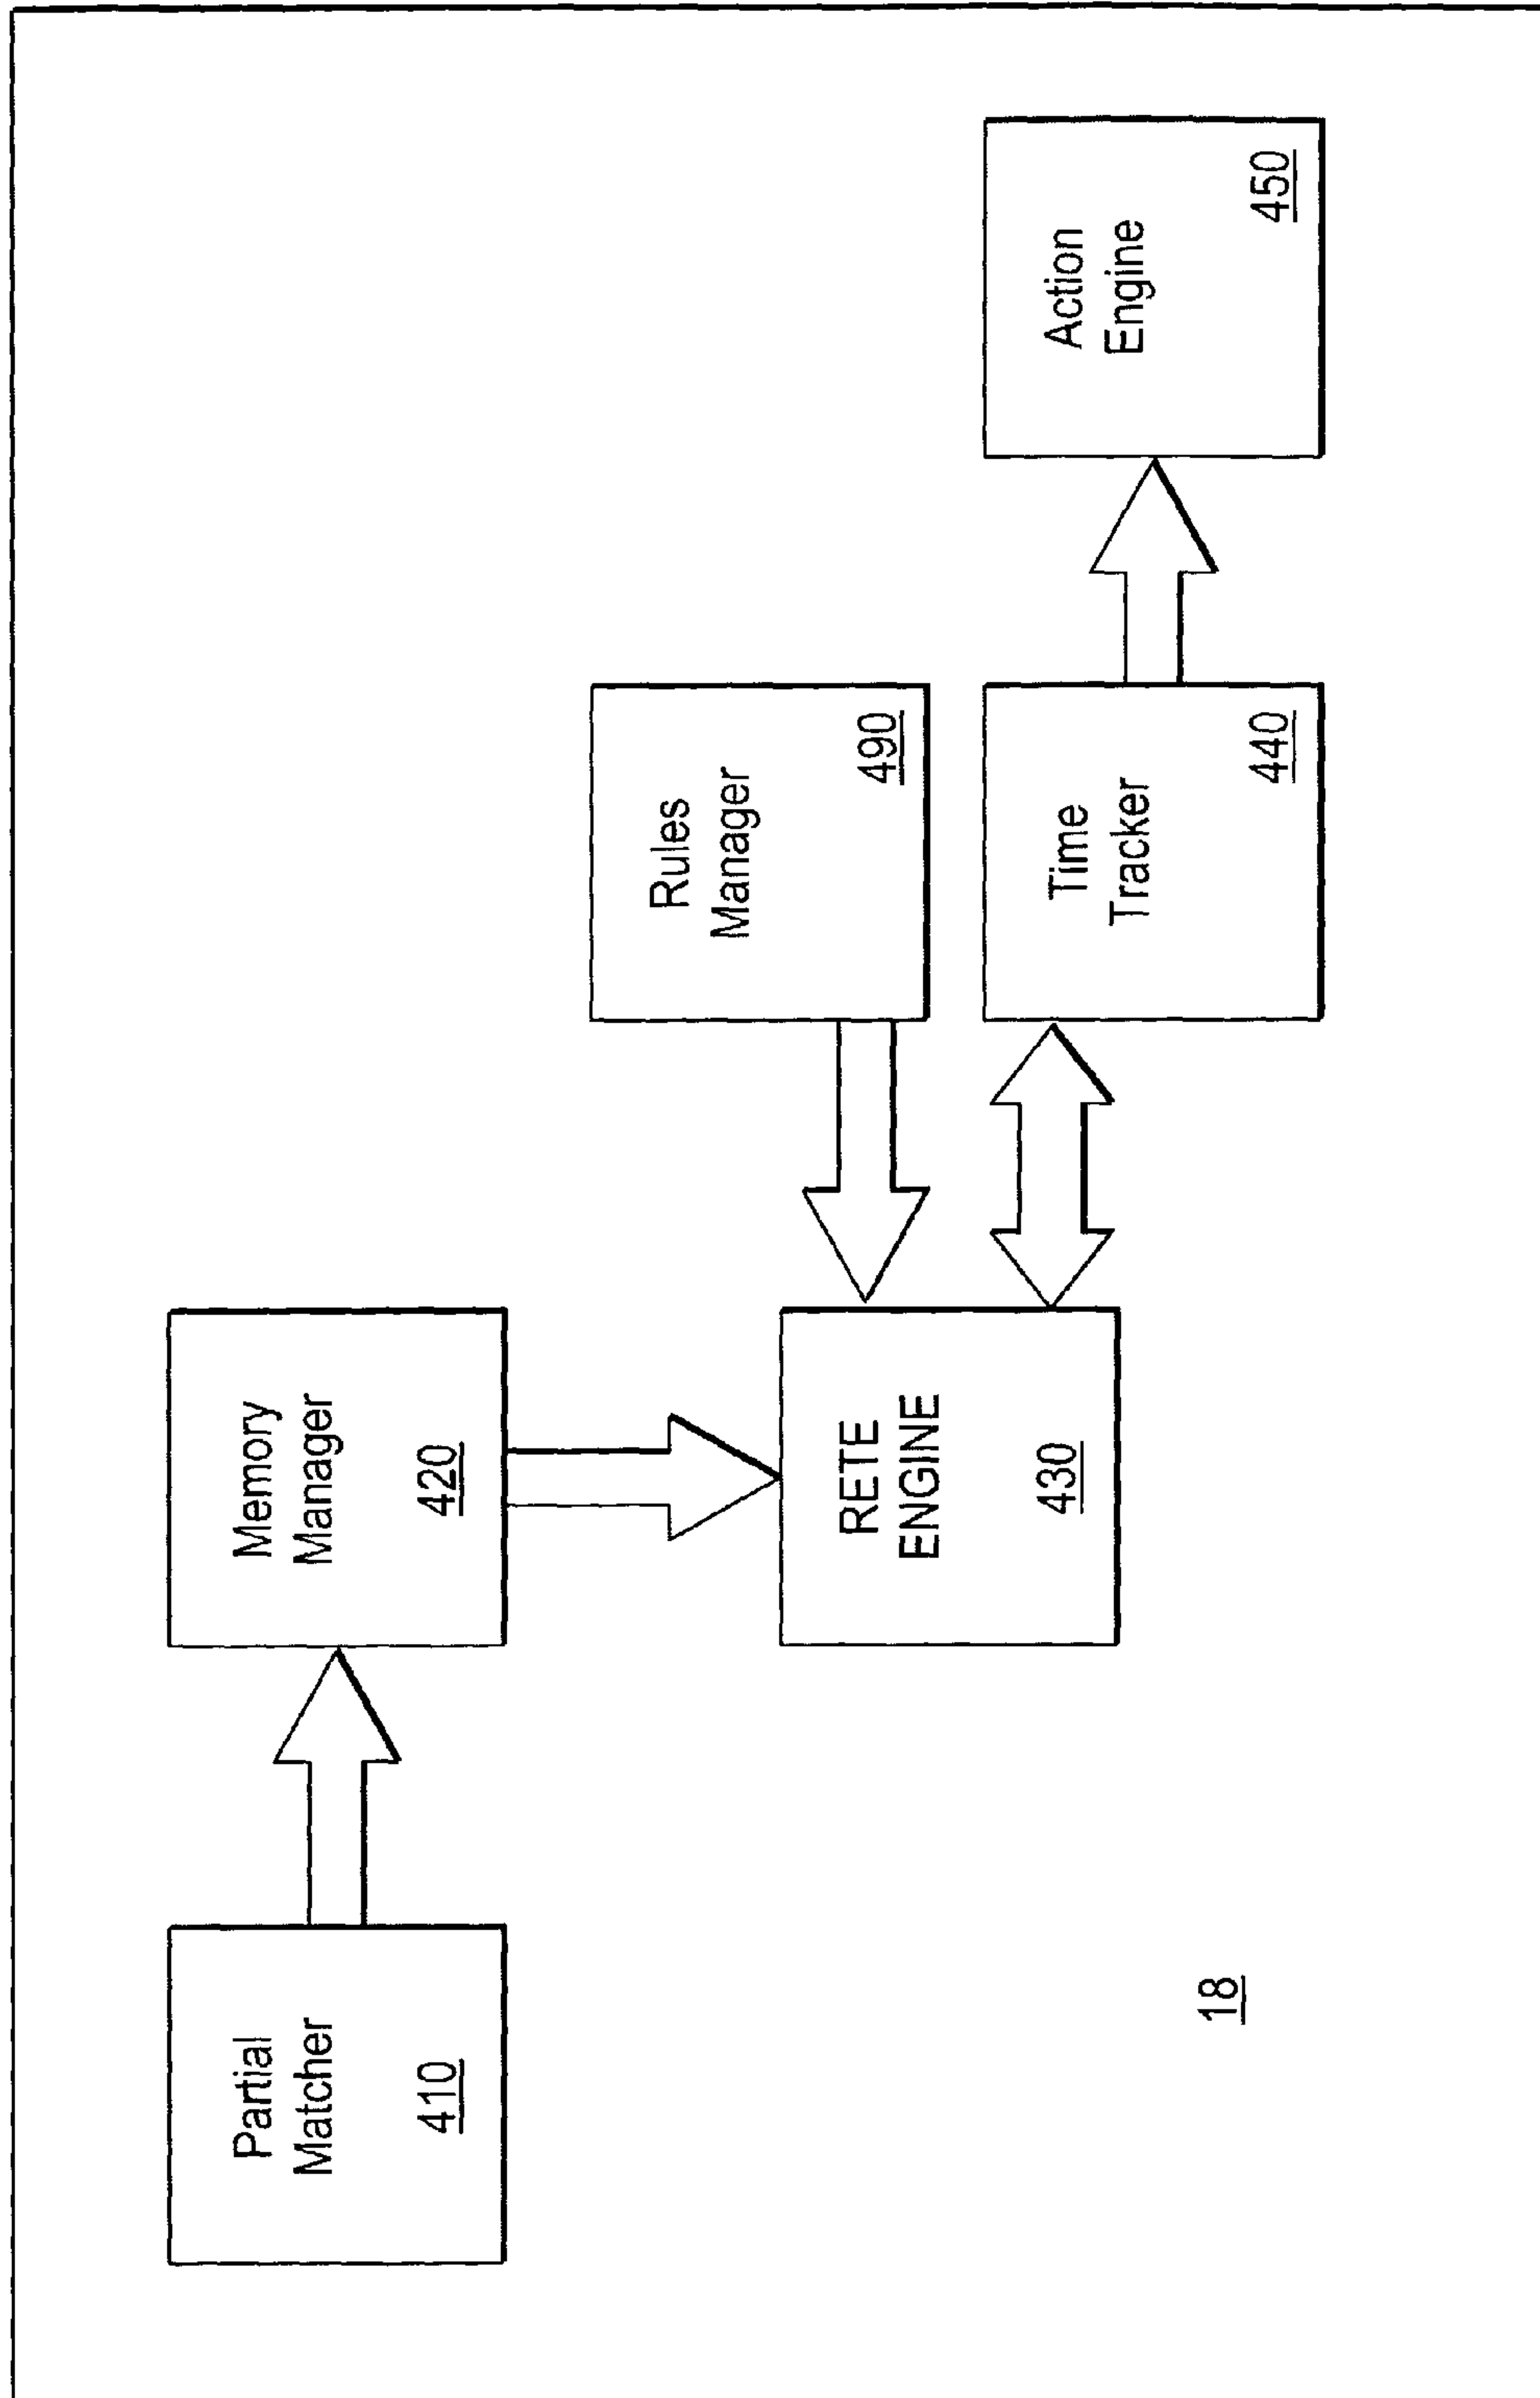 Partial
Matcher
410
Memory
Manager
420
RETE
ENGINE
430
Rules
Manager
490
Time
Tracker
440
Action
Engine
450
18